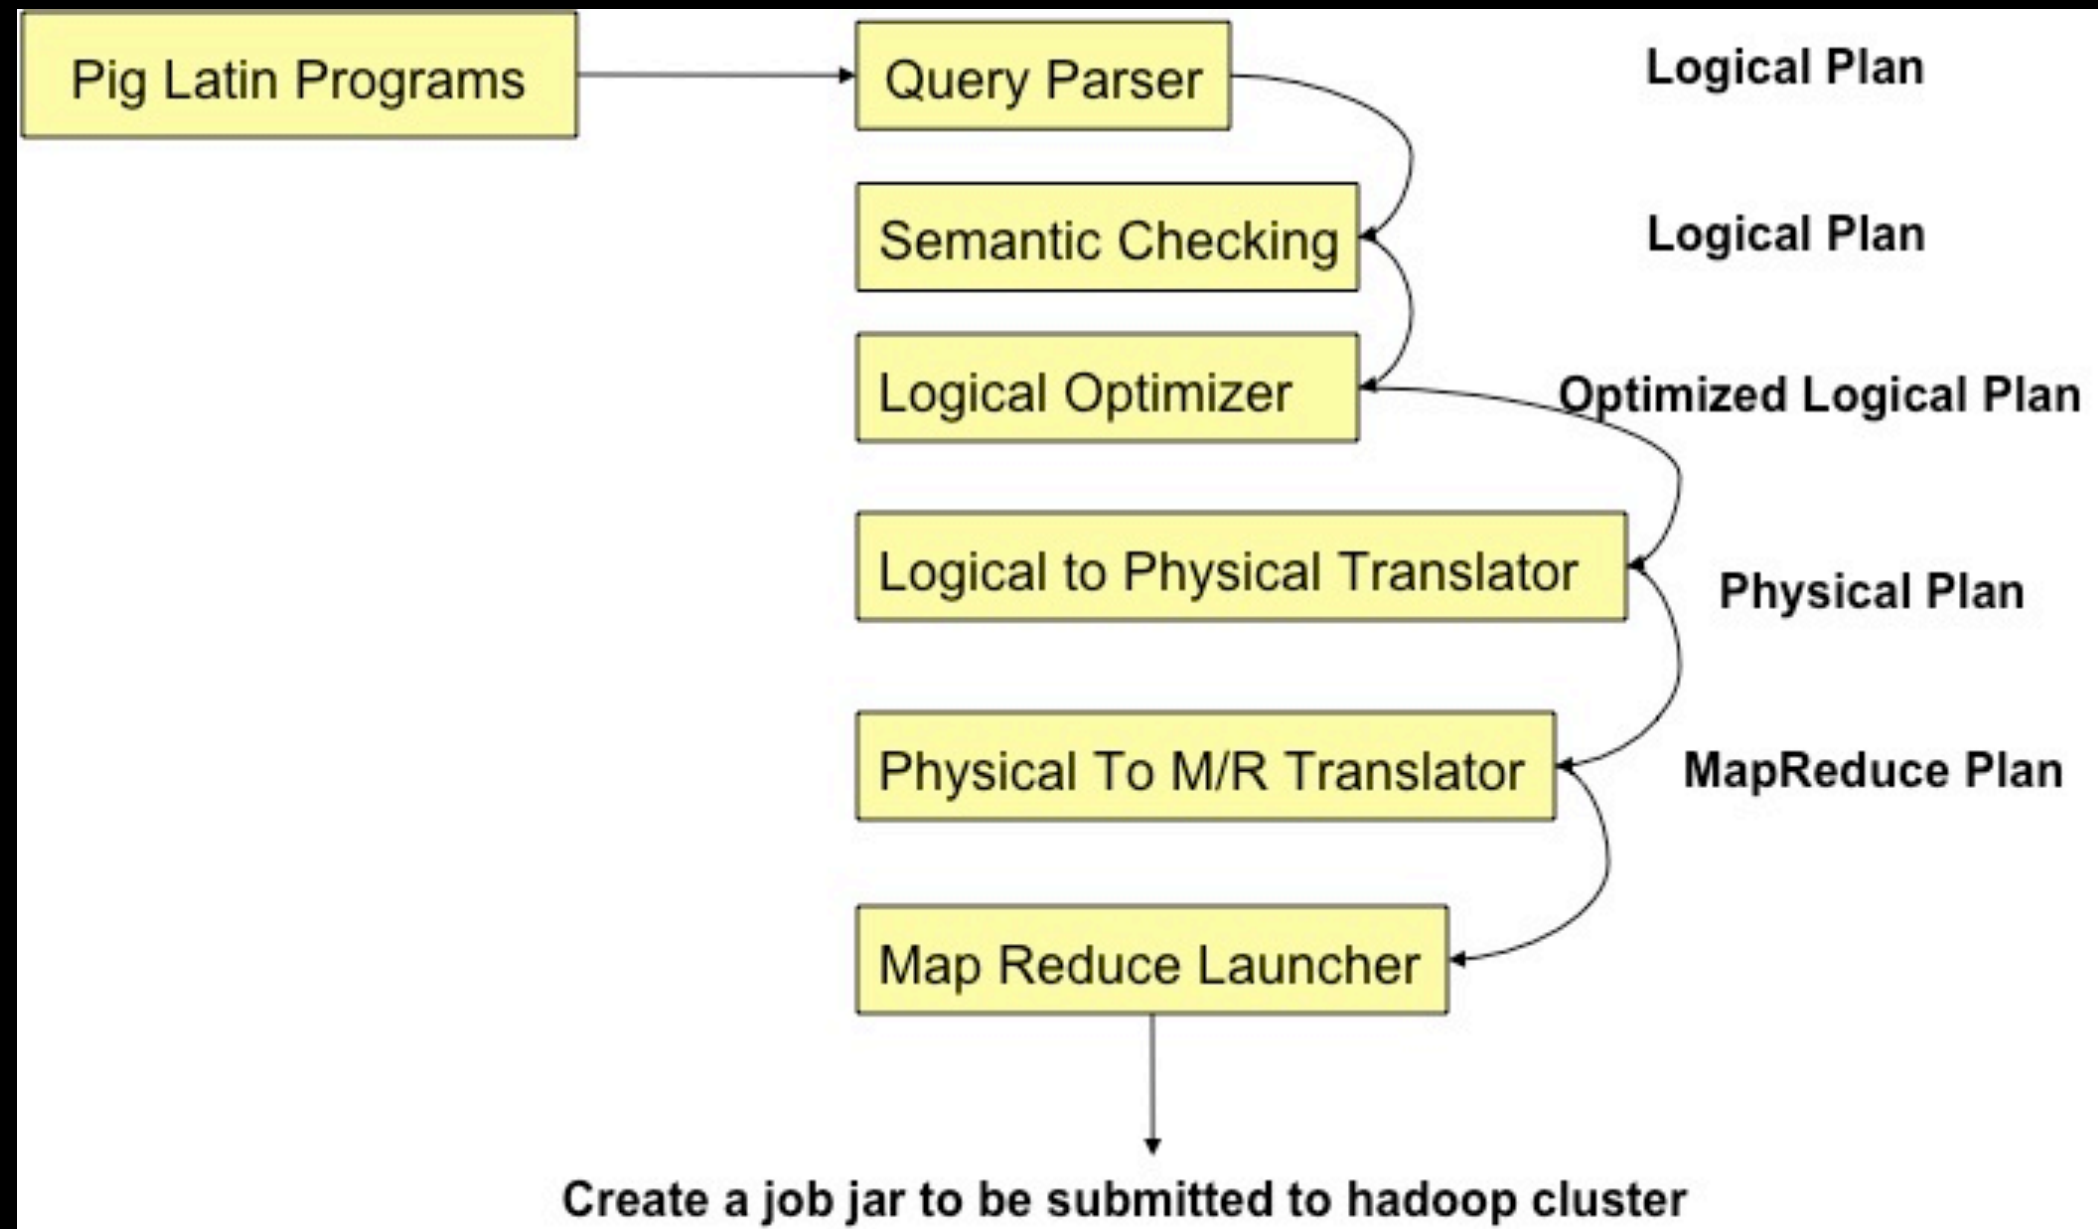 Pig Latin Programs
Query Parser
Logical Plan
Semantic Checking
Logical Plan
Logical Optimizer
Optimized Logical Plan
Logical to Physical Translator
Physical Plan
Physical To M/R Translator
MapReduce Plan
Map Reduce Launcher
Create a job jar to be submitted to hadoop cluster